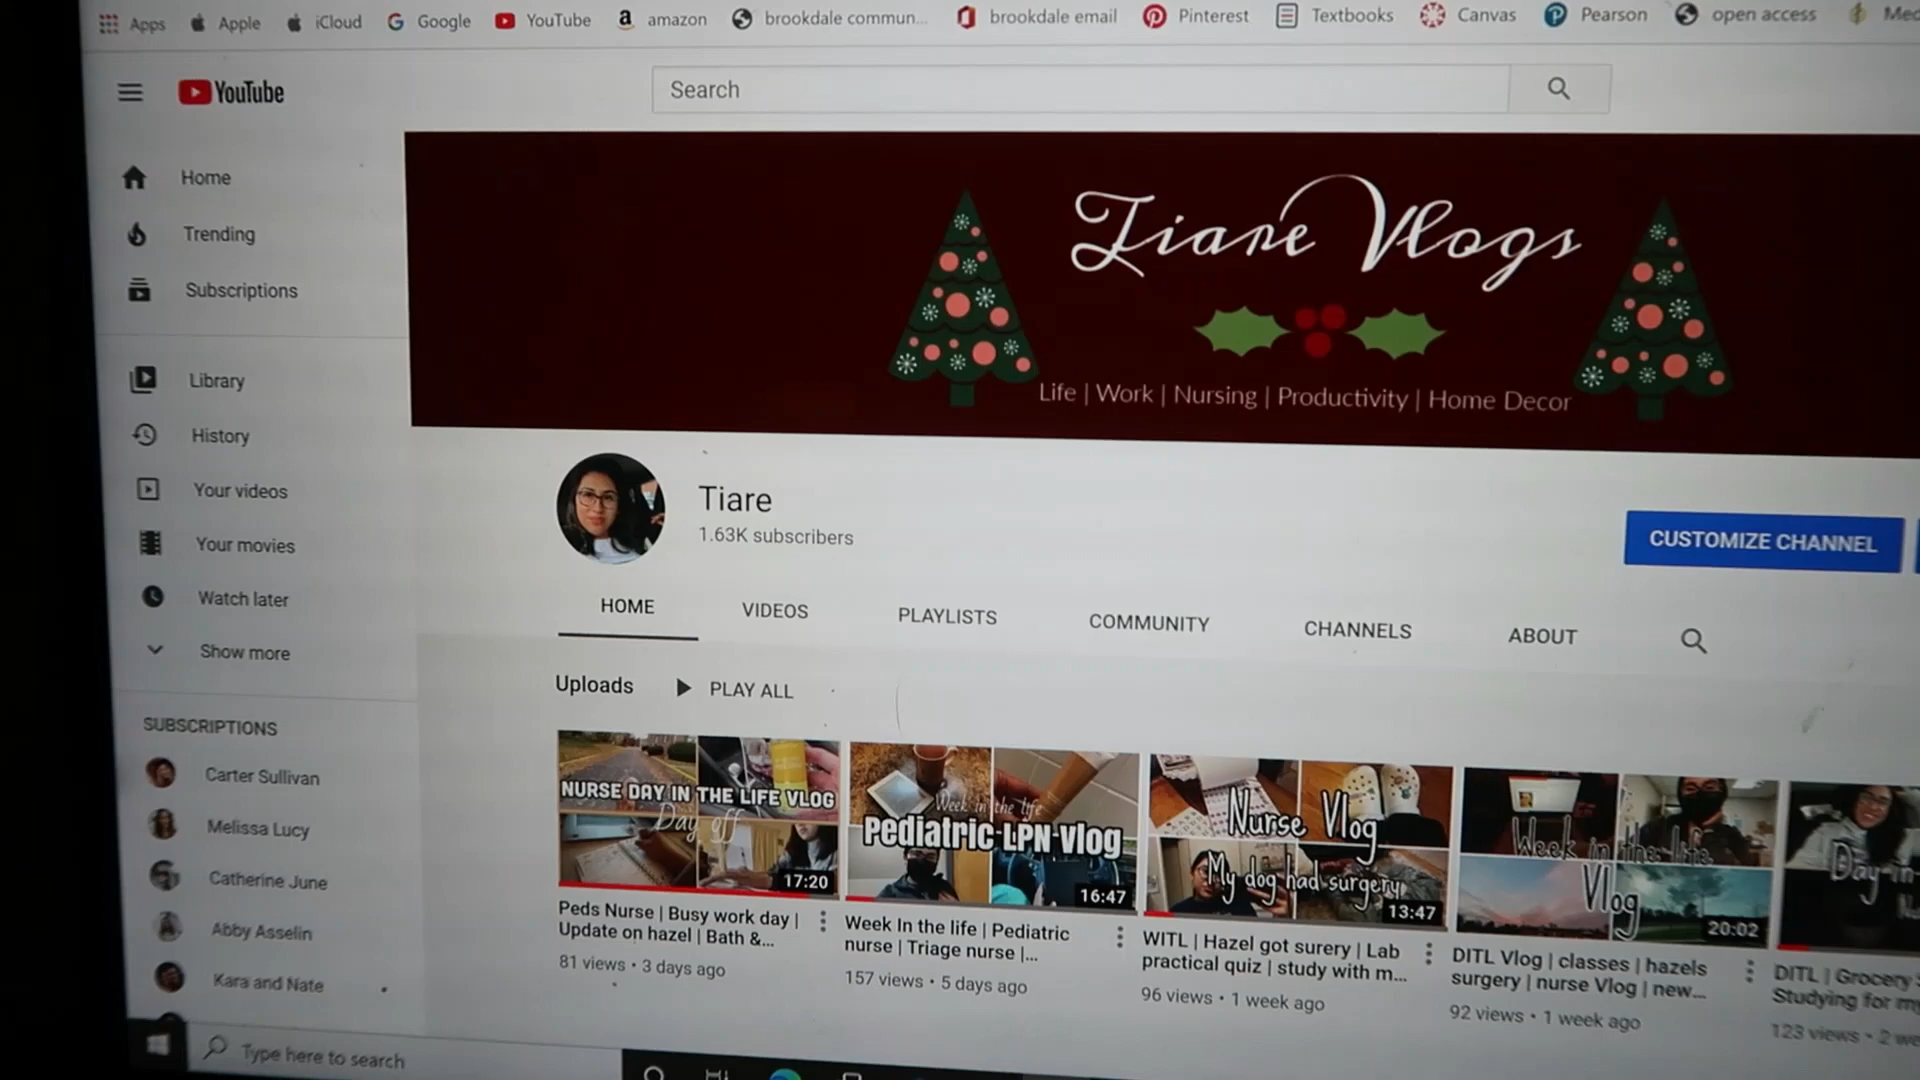 Apps Apple iCloud Google YouTube amazon brookdale commun... brookdale email Pinterest Textbooks Canvas Pearson open access
YouTube
Search
Home
Trending
Subscriptions
Library
History
Your videos
Your movies
Watch later
Show more
SUBSCRIPTIONS
Carter Sullivan
Melissa Lucy
Catherine June
Abby Asselin
Kara and Nate
Tiare Vlogs
Life | Work | Nursing | Productivity | Home Decor
Tiare
1.63K subscribers
CUSTOMIZE CHANNEL
HOME VIDEOS PLAYLISTS COMMUNITY CHANNELS ABOUT
Uploads PLAY ALL
NURSE DAY IN THE LIFE VLOG
Day off
17:20
Peds Nurse | Busy work day |
Update on hazel | Bath &...
81 views • 3 days ago
Week in the life
Pediatric LPN Vlog
16:47
Week In the life | Pediatric
nurse | Triage nurse |...
157 views • 5 days ago
Nurse Vlog
My dog had surgery
13:47
WITL | Hazel got surery | Lab
practical quiz | study with m...
96 views • 1 week ago
Week in the life
Vlog
20:02
DITL Vlog | classes | hazels
surgery | nurse Vlog | new...
92 views • 1 week ago
Day in
DITL | Grocery
Studying for my
123 views • 2
Type here to search